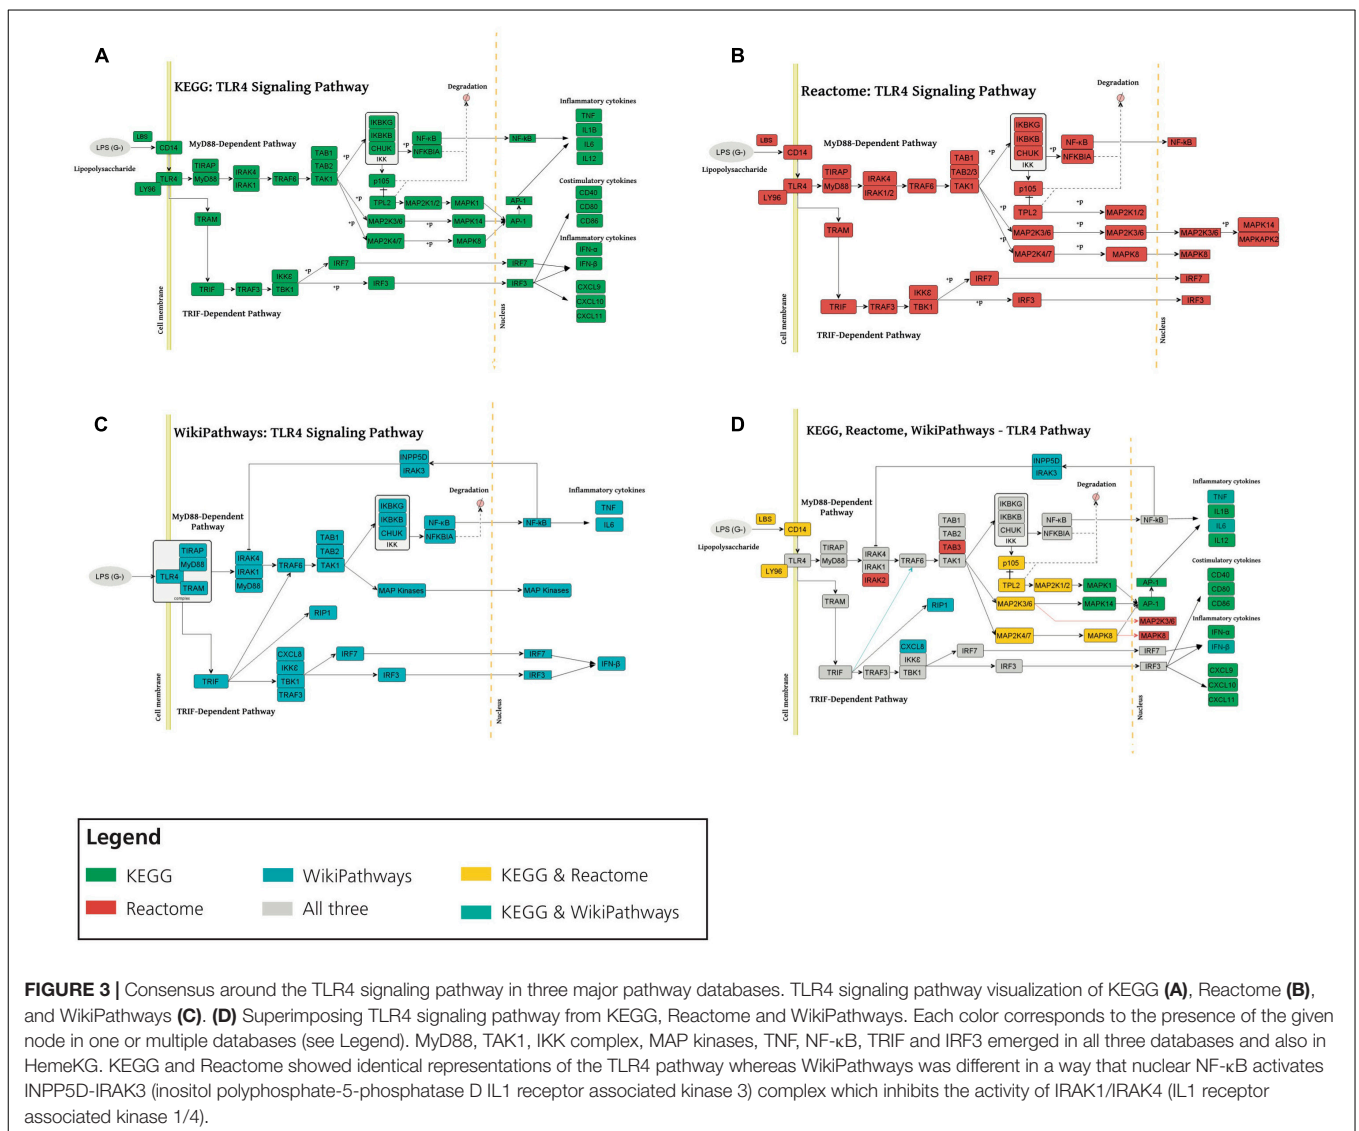 A
KEGG: TLR4 Signaling Pathway
Degradation
Inflammatory cytokines
TNF
IL1B
IL6
IL12
LBS
LPS (G-)
CD14
Lipopolysaccharide
MyD88-Dependent Pathway
IKBKG
IKBKB
CHUK
IKK
NF-κB
NFKBIA
NF-kB
+p
+p
TAB1
TAB2
TAK1
TIRAP
MyD88
IRAK4
IRAK1
TRAF6
TLR4
LY96
p105
TPL2
MAP2K1/2
MAPK1
AP-1
AP-1
Costimulatory cytokines
CD40
CD80
CD86
+p
MAP2K3/6
+p
MAPK14
+p
MAP2K4/7
+p
MAPK8
TRAM
Inflammatory cytokines
IFN-α
IFN-β
CXCL9
CXCL10
CXCL11
TRIF
TRAF3
IKKε
TBK1
+p
IRF7
IRF7
+p
IRF3
IRF3
TRIF-Dependent Pathway
Cell membrane
Nucleus
B
Reactome: TLR4 Signaling Pathway
Degradation
LBS
LPS (G-)
CD14
Lipopolysaccharide
MyD88-Dependent Pathway
IKBKG
IKBKB
CHUK
IKK
NF-κB
NFKBIA
NF-kB
+p
+p
TAB1
TAB2/3
TAK1
TIRAP
MyD88
IRAK4
IRAK1/2
TRAF6
TLR4
LY96
p105
TPL2
MAP2K1/2
+p
MAP2K3/6
+p
MAP2K3/6
MAP2K3/6
+p
MAPK14
MAPKAPK2
+p
MAP2K4/7
+p
MAPK8
MAPK8
TRAM
TRIF
TRAF3
IKKε
TBK1
+p
IRF7
IRF7
+p
IRF3
IRF3
TRIF-Dependent Pathway
Cell membrane
Nucleus
C
WikiPathways: TLR4 Signaling Pathway
INPP5D
IRAK3
Degradation
Inflammatory cytokines
TNF
IL6
MyD88-Dependent
Pathway
IKBKG
IKBKB
CHUK
IKK
NF-κB
NFKBIA
NF-kB
TAB1
TAB2
TAK1
TIRAP
MyD88
TLR4
TRAM
complex
LPS (G-)
IRAK4
IRAK1
MyD88
TRAF6
MAP Kinases
MAP Kinases
RIP1
TRIF
CXCL8
IKKε
TBK1
TRAF3
IRF7
IRF7
IRF3
IRF3
IFN-β
TRIF-Dependent Pathway
Cell membrane
Nucleus
D
KEGG, Reactome, WikiPathways - TLR4 Pathway
INPP5D
IRAK3
Degradation
Inflammatory cytokines
TNF
IL1B
IL6
IL12
MyD88-Dependent
Pathway
LBS
LPS (G-)
CD14
Lipopolysaccharide
IKBKG
IKBKB
CHUK
IKK
NF-κB
NFKBIA
NF-kB
TAB1
TAB2
TAB3
TAK1
TIRAP
MyD88
IRAK4
IRAK1
IRAK2
TRAF6
TLR4
LY96
p105
TPL2
MAP2K1/2
MAPK1
AP-1
AP-1
Costimulatory cytokines
CD40
CD80
CD86
MAP2K3/6
MAPK14
MAP2K3/6
MAP2K4/7
MAPK8
MAPK8
TRAM
RIP1
Inflammatory cytokines
IFN-α
IFN-β
CXCL9
CXCL10
CXCL11
TRIF
TRAF3
CXCL8
IKKε
TBK1
IRF7
IRF7
IRF3
IRF3
TRIF-Dependent Pathway
Cell membrane
Nucleus
Legend
KEGG
WikiPathways
KEGG & Reactome
Reactome
All three
KEGG & WikiPathways
FIGURE 3 | Consensus around the TLR4 signaling pathway in three major pathway databases. TLR4 signaling pathway visualization of KEGG (A), Reactome (B),
and WikiPathways (C). (D) Superimposing TLR4 signaling pathway from KEGG, Reactome and WikiPathways. Each color corresponds to the presence of the given
node in one or multiple databases (see Legend). MyD88, TAK1, IKK complex, MAP kinases, TNF, NF-κB, TRIF and IRF3 emerged in all three databases and also in
HemeKG. KEGG and Reactome showed identical representations of the TLR4 pathway whereas WikiPathways was different in a way that nuclear NF-κB activates
INPP5D-IRAK3 (inositol polyphosphate-5-phosphatase D IL1 receptor associated kinase 3) complex which inhibits the activity of IRAK1/IRAK4 (IL1 receptor
associated kinase 1/4).